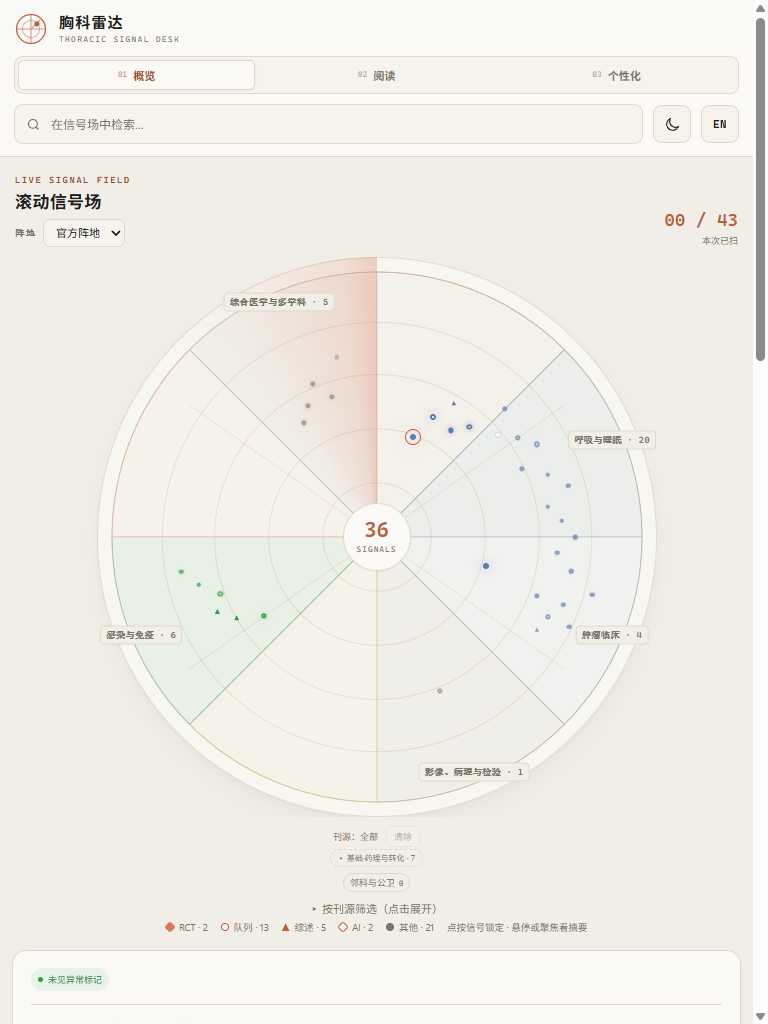 胸科雷达
THORACIC SIGNAL DESK
01 概览
02 阅读
03 个性化
在信号场中检索...
EN
LIVE SIGNAL FIELD
滚动信号场
阵地 官方阵地
00 / 43
本次已扫
综合医学与多学科 · 5
呼吸与睡眠 · 20
36
SIGNALS
感染与免疫 · 6
肿瘤临床 · 4
影像、病理与检验 · 1
刊源：全部 清除
• 基础·药理与转化 · 7
邻科与公卫 0
▸ 按刊源筛选（点击展开）
RCT · 2 队列 · 13 综述 · 5 AI · 2 其他 · 21 点按信号锁定 · 悬停或聚焦看摘要
未见异常标记